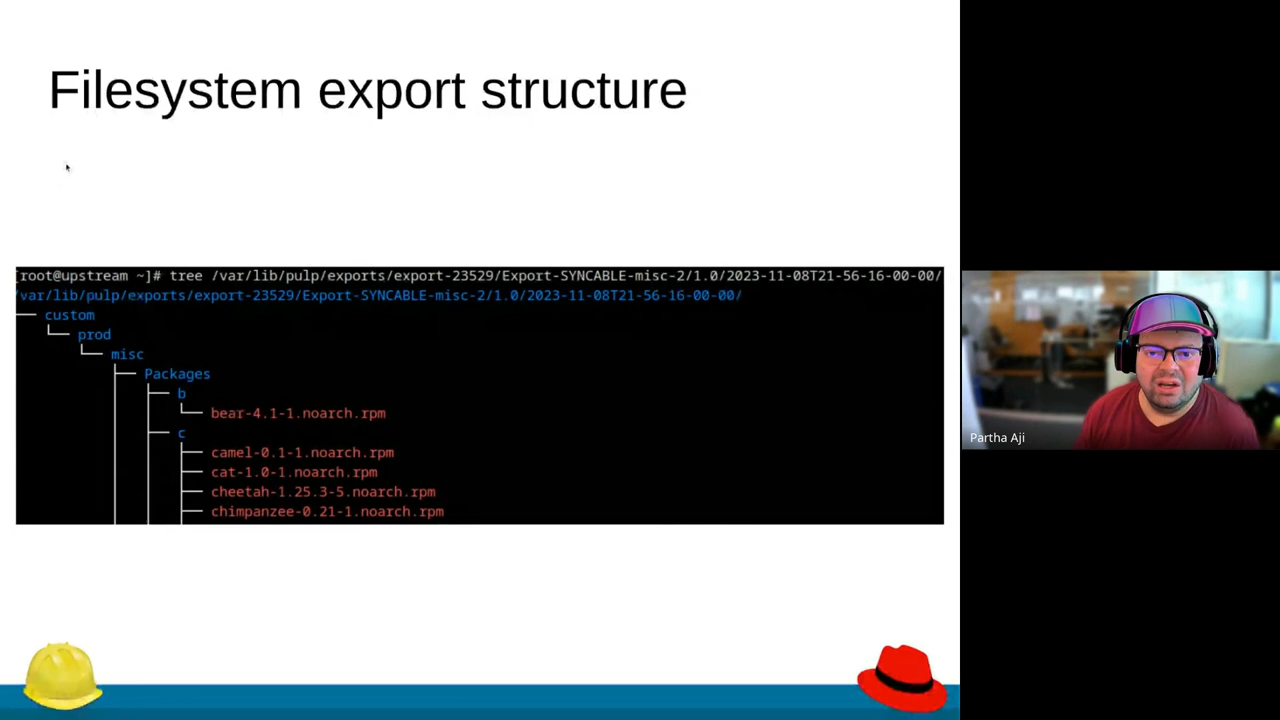 Filesystem export structure
[root@upstream ~]# tree /var/lib/pulp/exports/export-23529/Export-SYNCABLE-misc-2/1.0/2023-11-08T21-56-16-00-00/
/var/lib/pulp/exports/export-23529/Export-SYNCABLE-misc-2/1.0/2023-11-08T21-56-16-00-00/
custom
prod
misc
Packages
b
bear-4.1-1.noarch.rpm
c
camel-0.1-1.noarch.rpm
cat-1.0-1.noarch.rpm
cheetah-1.25.3-5.noarch.rpm
chimpanzee-0.21-1.noarch.rpm
Partha Aji